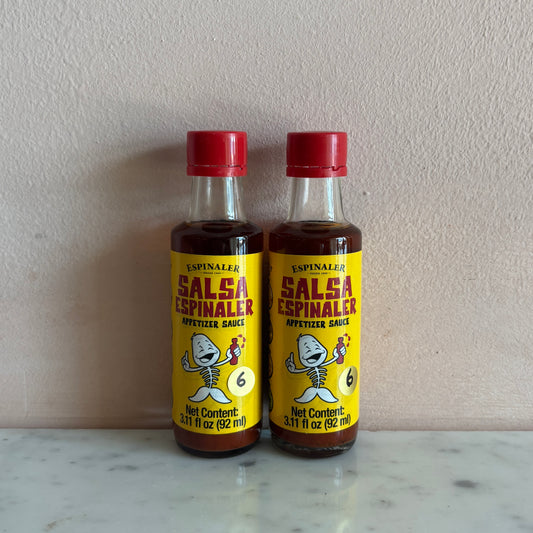 ESPINALER
SALSA
ESPINALER
APPETIZER SAUCE
6
Net Content:
3.11 fl oz (92 ml)
ESPINALER
SALSA
ESPINALER
APPETIZER SAUCE
6
Net Content:
3.11 fl oz (92 ml)